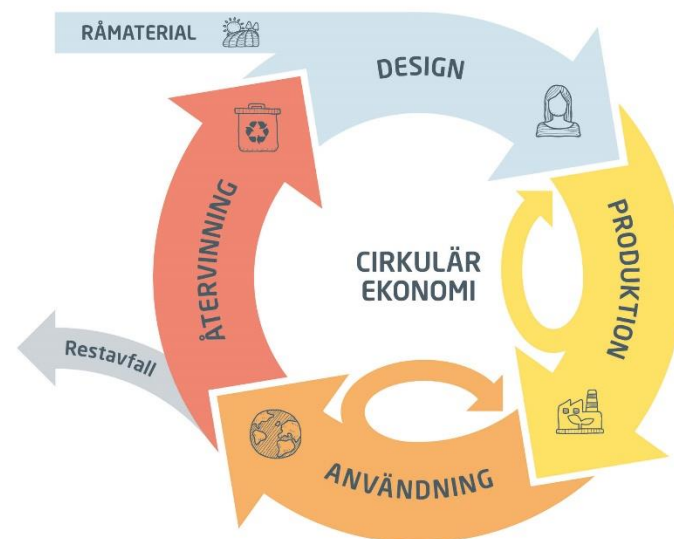 RÅMATERIAL
DESIGN
PRODUKTION
CIRKULÄR
EKONOMI
ANVÄNDNING
ÅTERVINNING
Restavfall